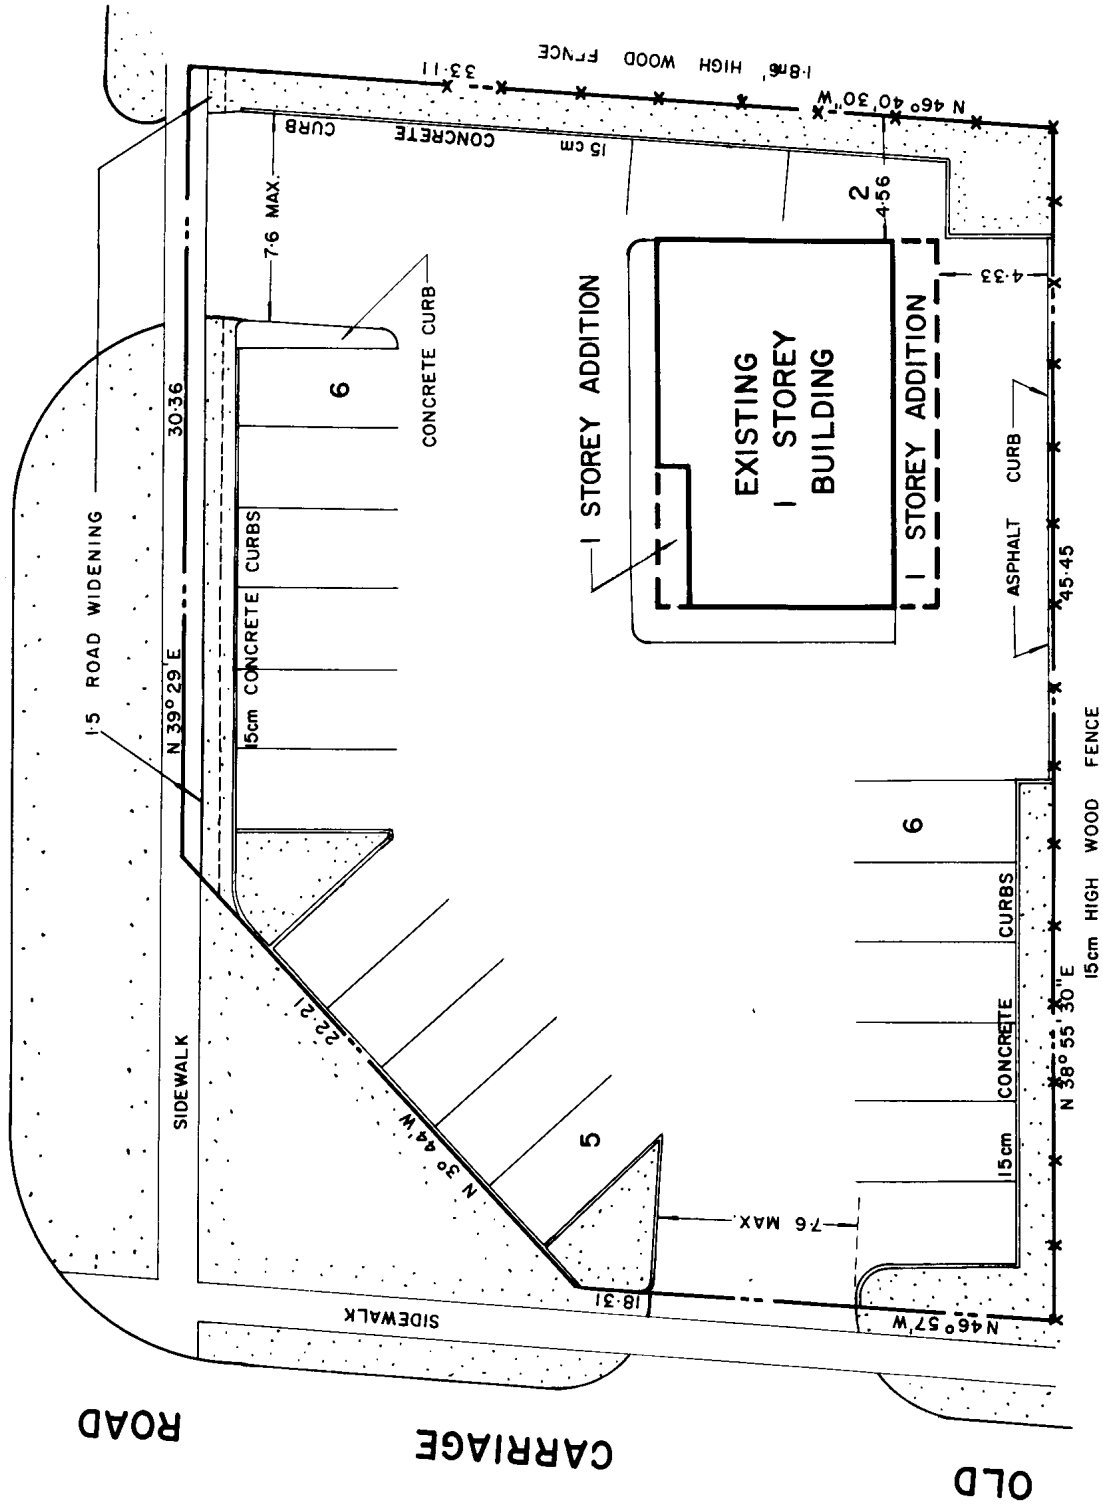 1·5 ROAD WIDENING
SIDEWALK
N 39° 29' E
30·36
15cm CONCRETE CURBS
6
7·6 MAX.
CONCRETE CURB
15 cm CONCRETE CURB
33·11
HIGH WOOD FENCE
N 46° 40' 30" W
2
4·56
1 STOREY ADDITION
EXISTING
1 STOREY
BUILDING
1 STOREY ADDITION
4·33
ASPHALT CURB
45·45
N 38° 55' 30" E
15cm HIGH WOOD FENCE
6
15cm CONCRETE CURBS
7·6 MAX.
5
22·21
N 3° 44' W
18·31
N46° 57' W
SIDEWALK
OLD CARRIAGE ROAD